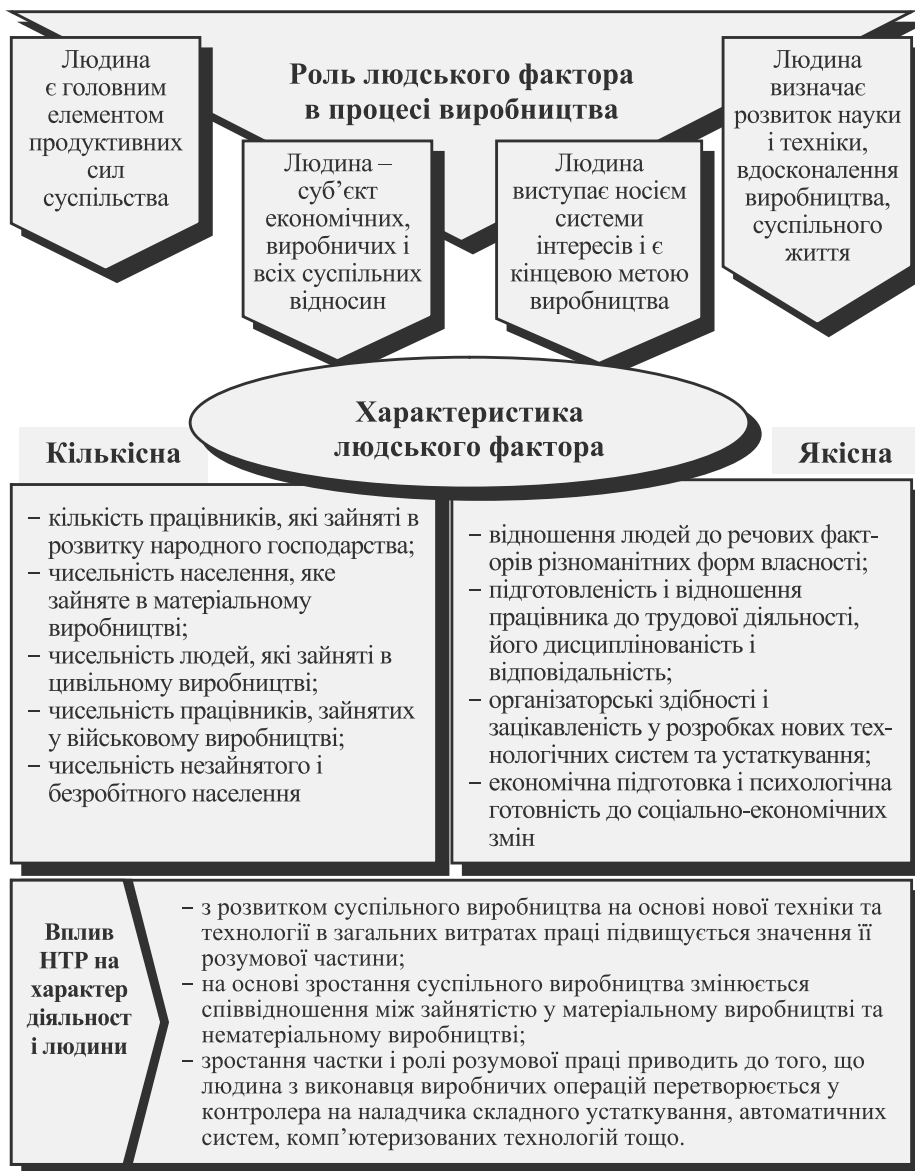 Роль людського фактора
в процесі виробництва
Людина
є головним
елементом
продуктивних
сил
суспільства
Людина –
суб’єкт
економічних,
виробничих і
всіх суспільних
відносин
Людина
виступає носієм
системи
інтересів і є
кінцевою метою
виробництва
Людина
визначає
розвиток науки
і техніки,
вдосконалення
виробництва,
суспільного
життя
Характеристика
людського фактора
Кількісна
– кількість працівників, які зайняті в
розвитку народного господарства;
– чисельність населення, яке
зайняте в матеріальному
виробництві;
– чисельність людей, які зайняті в
цивільному виробництві;
– чисельність працівників, зайнятих
у військовому виробництві;
– чисельність незайнятого і
безробітного населення
Якісна
– відношення людей до речових факт-
орів різноманітних форм власності;
– підготовленість і відношення
працівника до трудової діяльності,
його дисциплінованість і
відповідальність;
– організаторські здібності і
зацікавленість у розробках нових тех-
нологічних систем та устаткування;
– економічна підготовка і психологічна
готовність до соціально-економічних
змін
Вплив
НТР на
характер
діяльност
і людини
– з розвитком суспільного виробництва на основі нової техніки та
технології в загальних витратах праці підвищується значення її
розумової частини;
– на основі зростання суспільного виробництва змінюється
співвідношення між зайнятістю у матеріальному виробництві та
нематеріальному виробництві;
– зростання частки і ролі розумової праці приводить до того, що
людина з виконавця виробничих операцій перетворюється у
контролера на наладчика складного устаткування, автоматичних
систем, комп’ютеризованих технологій тощо.